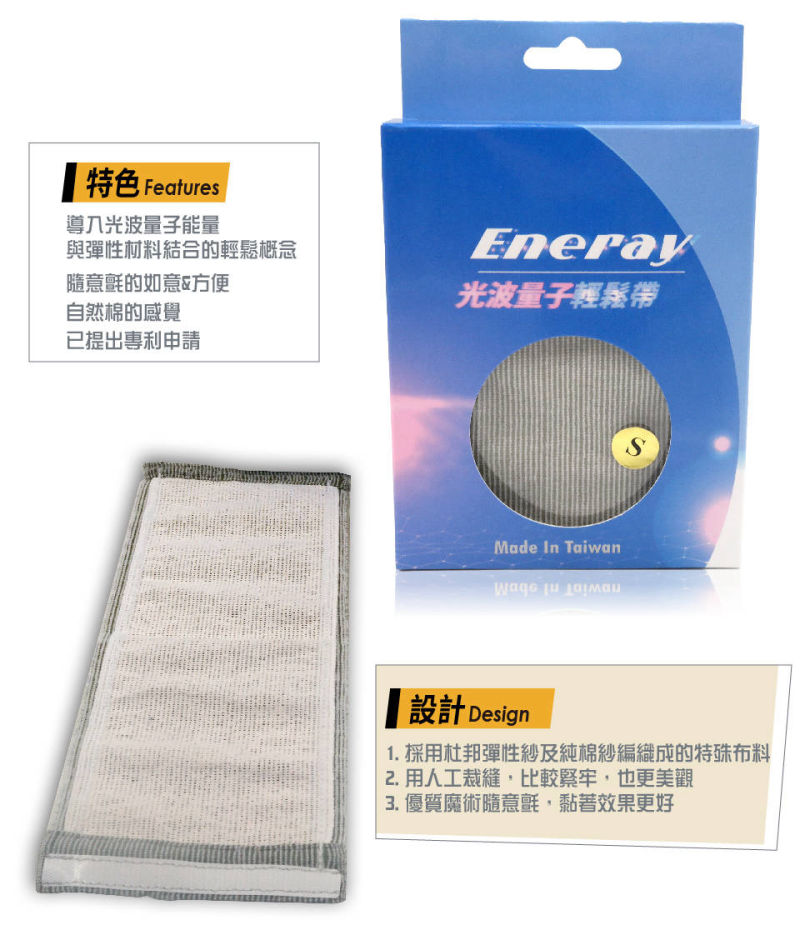 特色 Features
導入光波量子能量
與彈性材料結合的輕鬆概念
隨意氈的如意&方便
自然棉的感覺
已提出專利申請
Eneray
光波量子輕鬆帶
S
Made In Taiwan
設計 Design
1. 採用杜邦彈性紗及純棉紗編織成的特殊布料
2. 用人工裁縫，比較緊牢，也更美觀
3. 優質魔術隨意氈，黏著效果更好